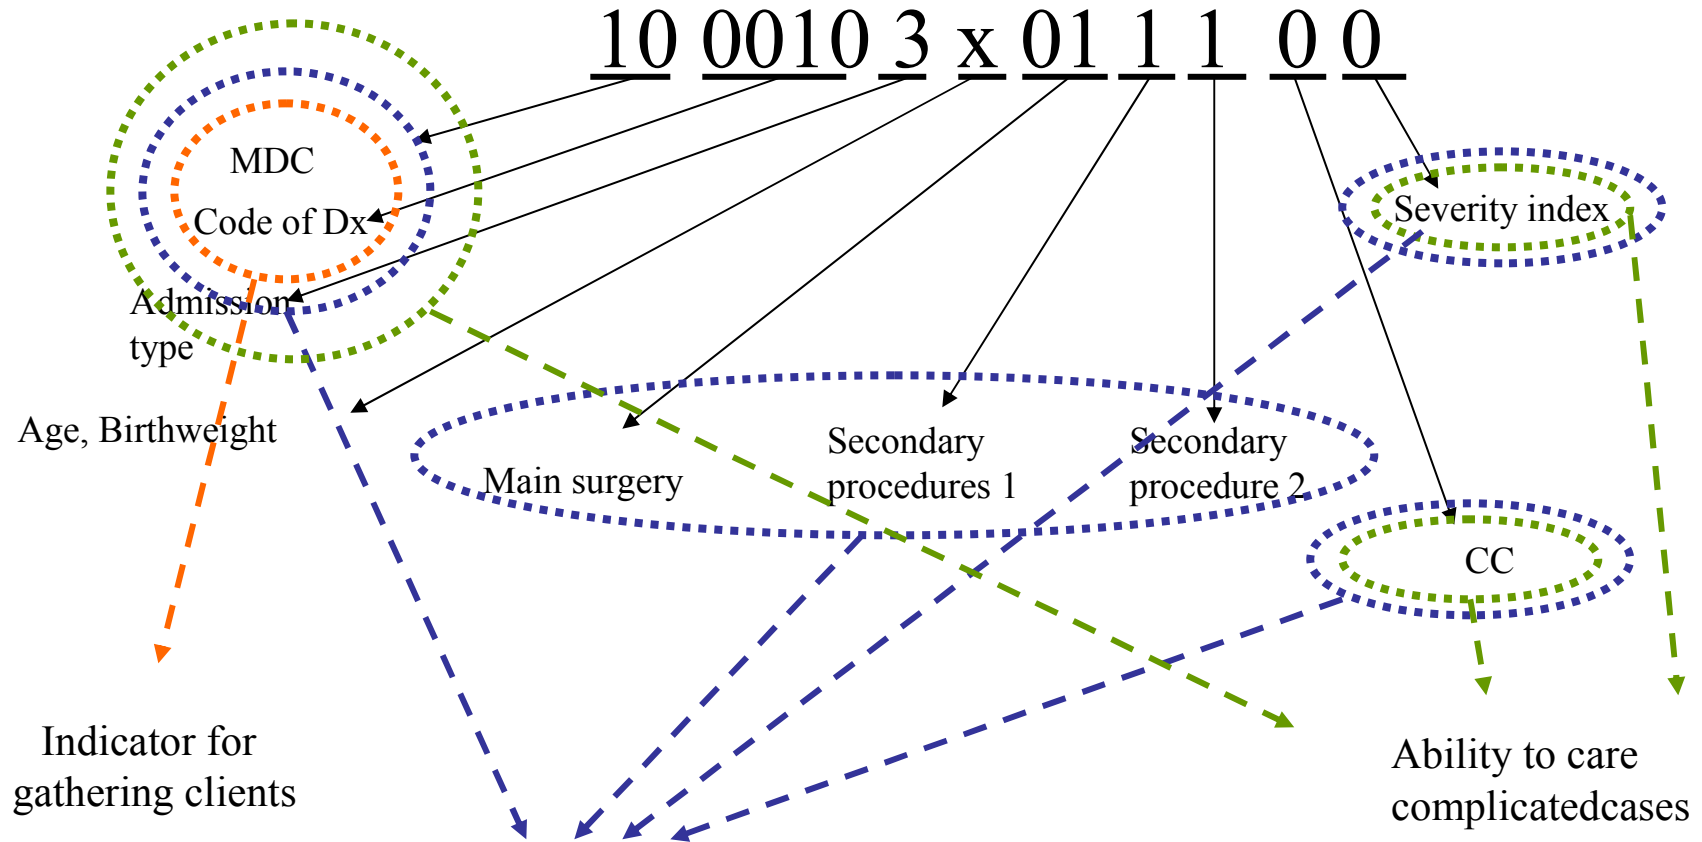 10 0010 3 x 01 1 1 0 0
MDC
Code of Dx
Severity index
Admission
type
Age, Birthweight
Main surgery
Secondary
procedures 1
Secondary
procedure 2
CC
Indicator for
gathering clients
Ability to care
complicatedcases